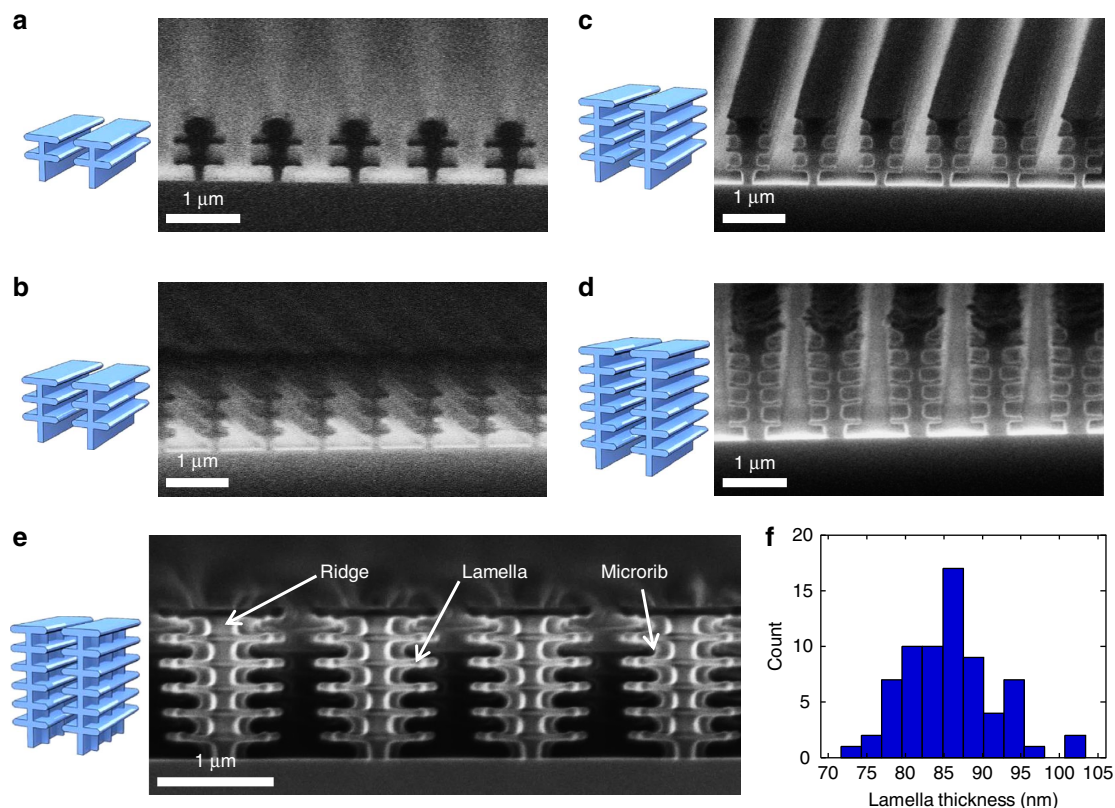 a
1 μm
b
1 μm
c
1 μm
d
1 μm
e
Ridge
Lamella
Microrib
1 μm
f
20
15
10
5
0
Count
70 75 80 85 90 95 100 105
Lamella thickness (nm)